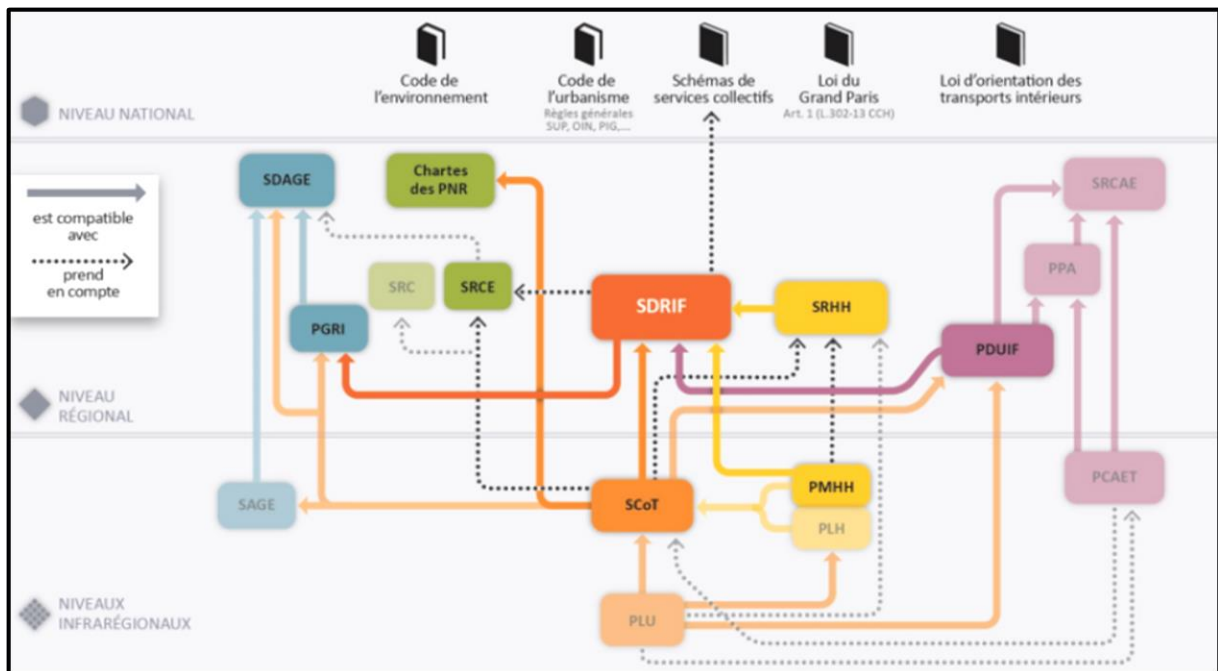 Code de
l'environnement
Code de
l'urbanisme
Règles générales
SUP, OIN, PIG,...
Schémas de
services collectifs
Loi du
Grand Paris
Art. 1 (L.302-13 CCH)
Loi d'orientation des
transports intérieurs
NIVEAU NATIONAL
SDAGE
Chartes
des PNR
SRCAE
est compatible
avec
prend
en compte
PPA
SRC
SRCE
SDRIF
SRHH
PGRI
PDUIF
NIVEAU
RÉGIONAL
SAGE
SCoT
PMHH
PLH
PCAET
NIVEAUX
INFRARÉGIONAUX
PLU